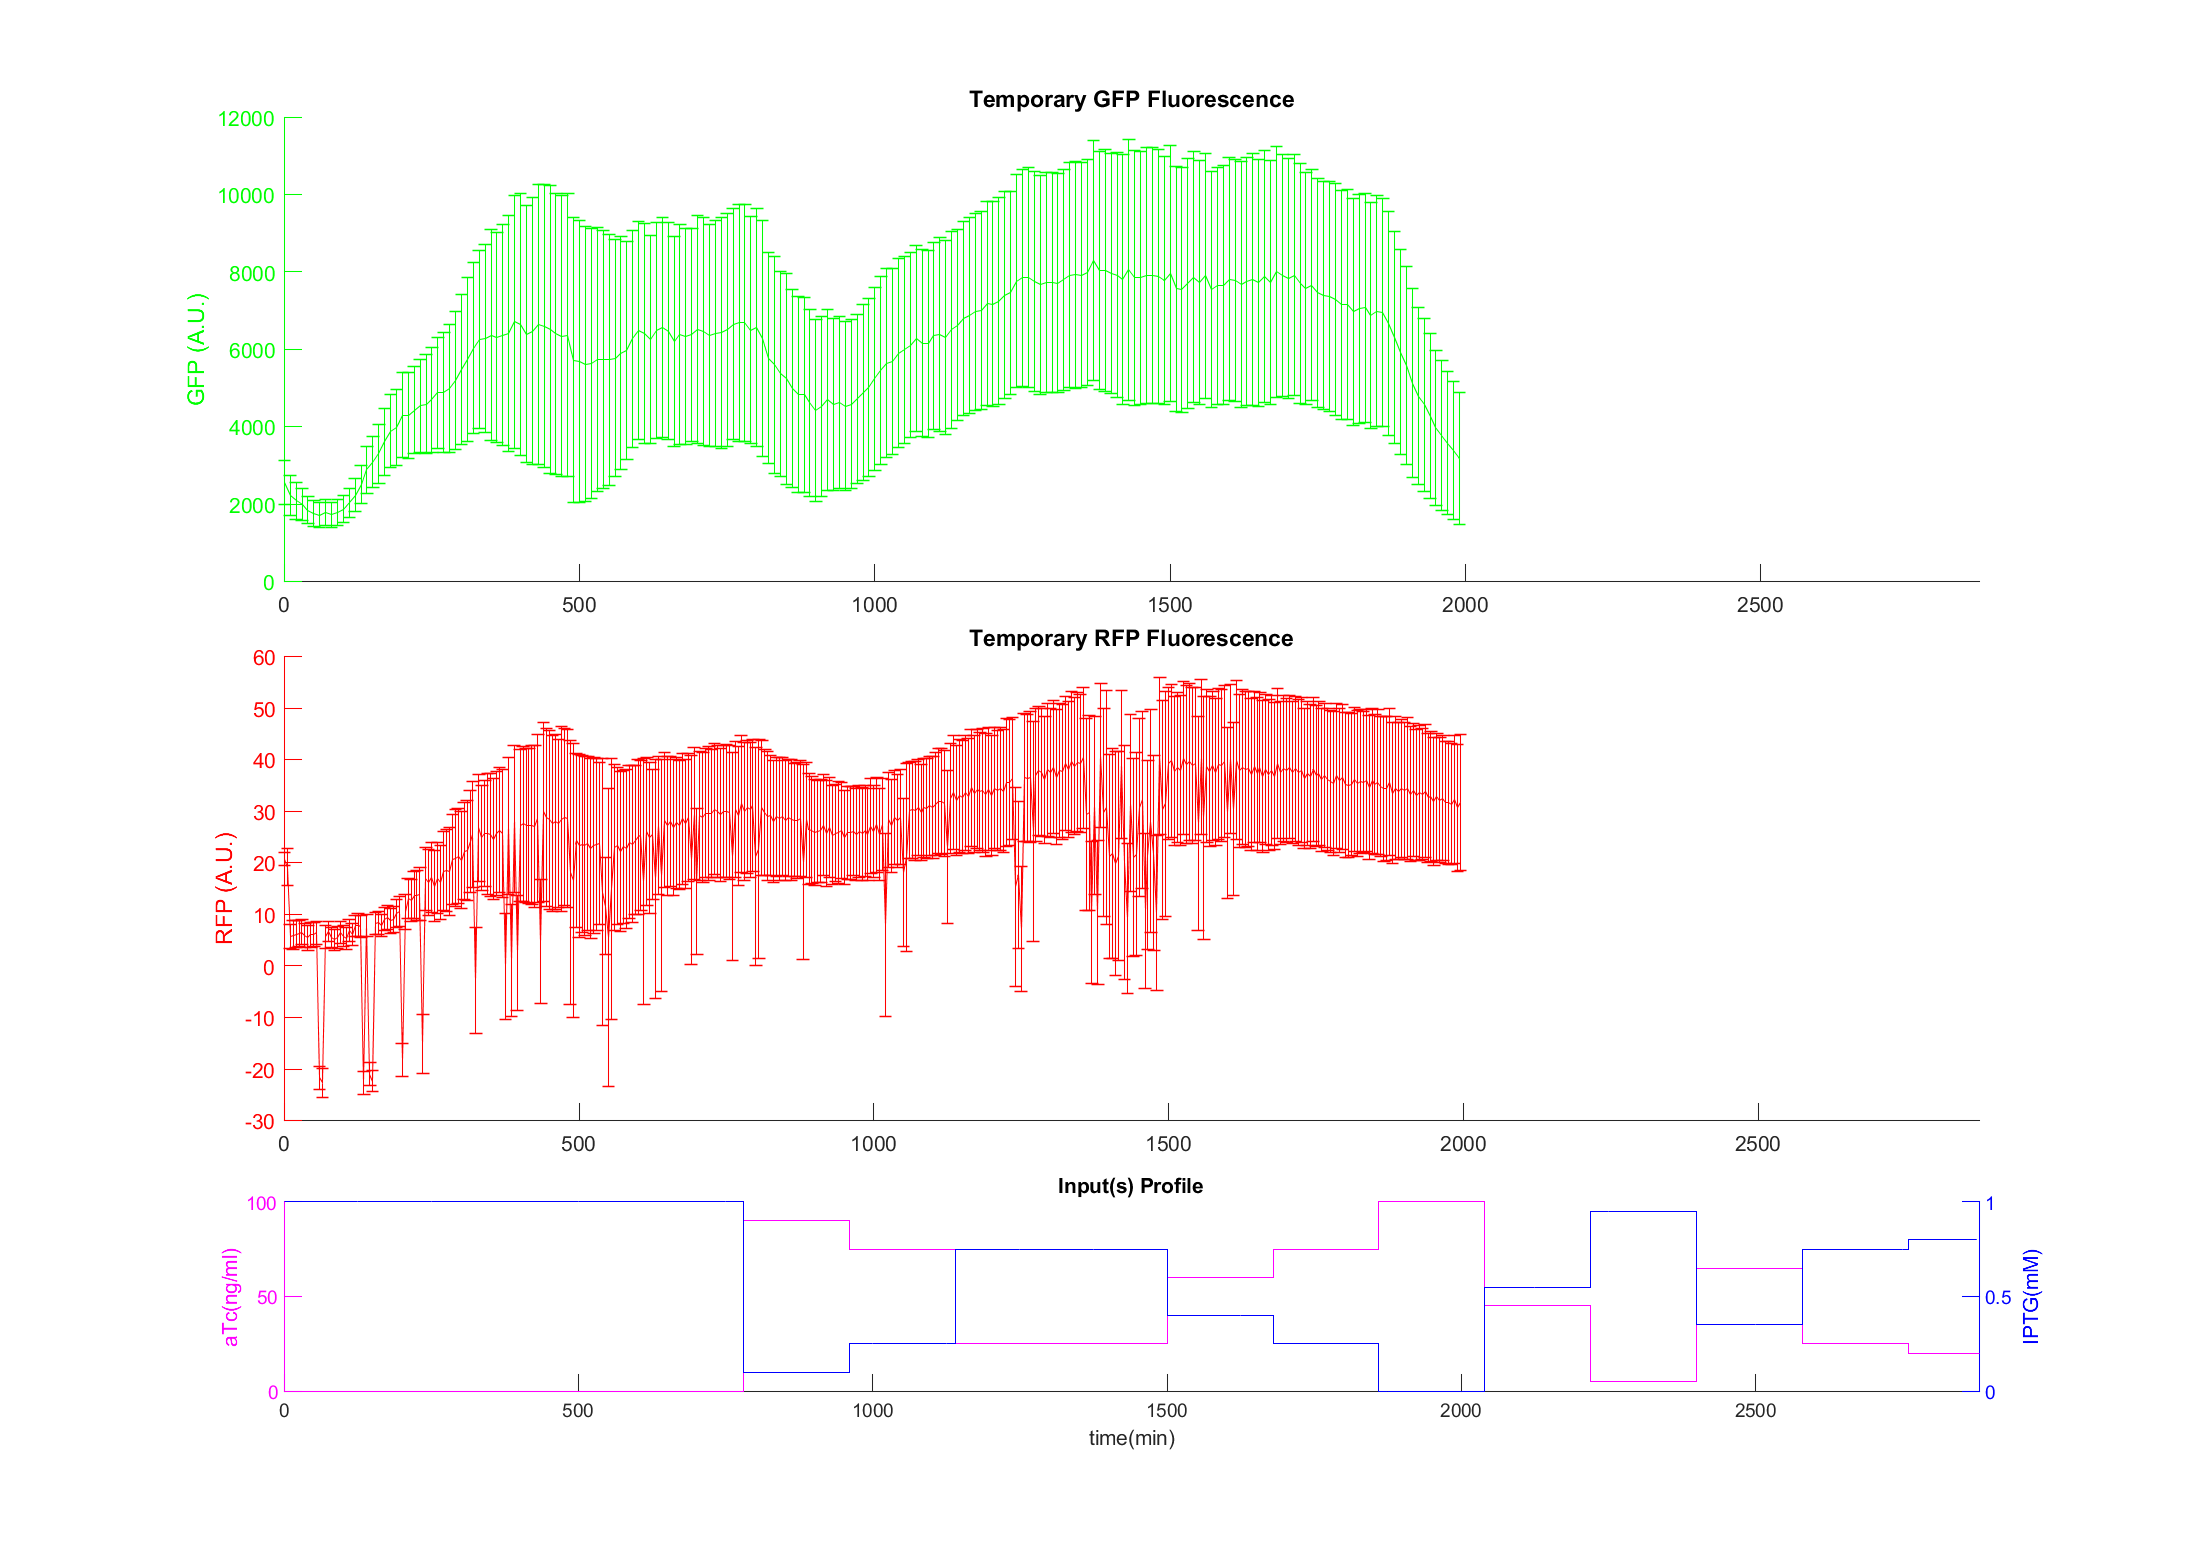 Temporary GFP Fluorescence
12000
10000
8000
6000
4000
2000
0
GFP (A.U.)
0 500 1000 1500 2000 2500
Temporary RFP Fluorescence
60
50
40
30
20
10
0
-10
-20
-30
RFP (A.U.)
0 500 1000 1500 2000 2500
Input(s) Profile
100
50
0
aTc(ng/ml)
1
0.5
0
IPTG(mM)
0 500 1000 1500 2000 2500
time(min)